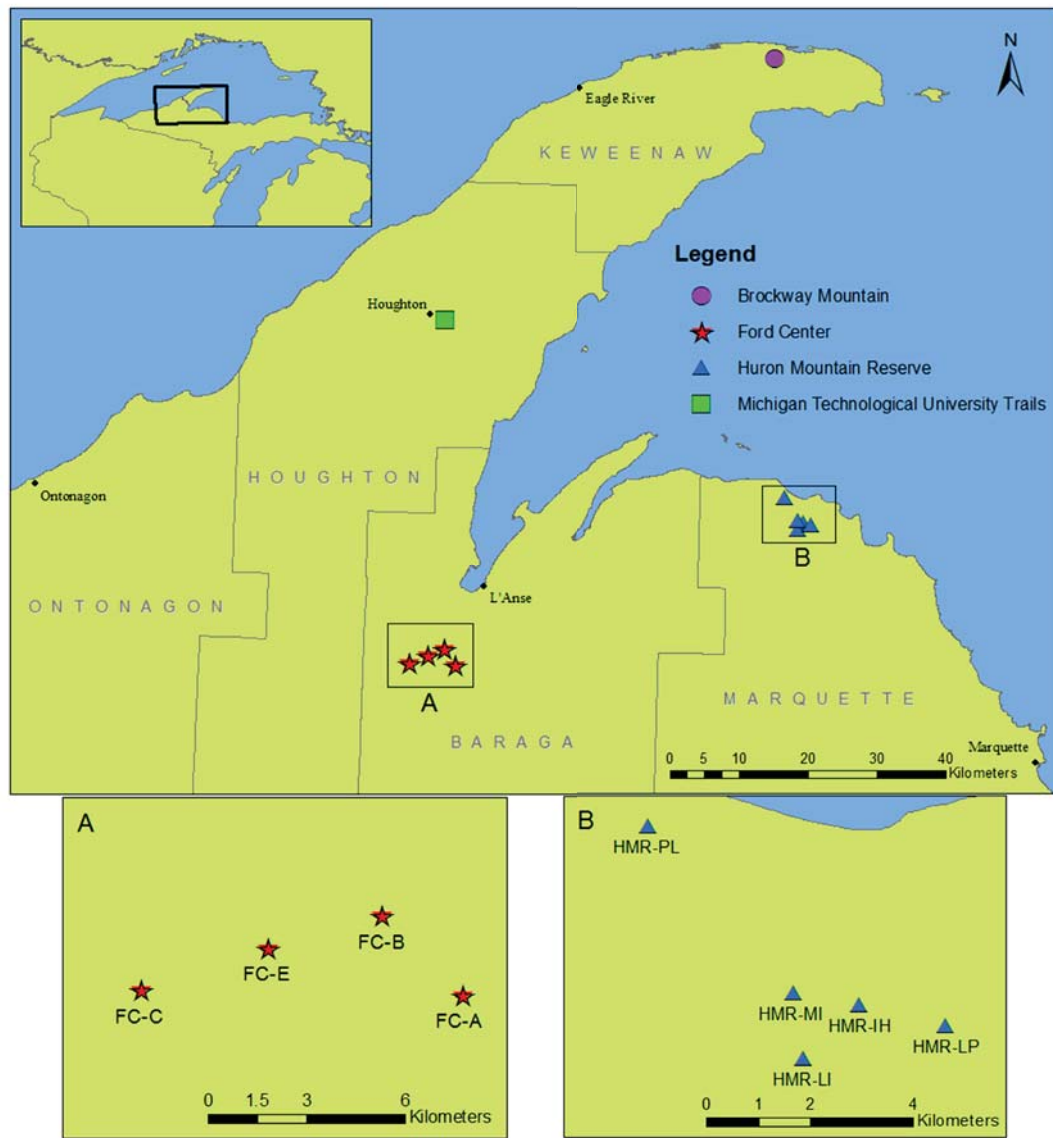 N
Eagle River
KEWEENAW
Legend
Brockway Mountain
Houghton
Ford Center
Huron Mountain Reserve
Michigan Technological University Trails
HOUGHTON
Ontonagon
B
L'Anse
ONTONAGON
A
MARQUETTE
BARAGA
Marquette
0 5 10 20 30 40
Kilometers
A
FC-B
FC-E
FC-C
FC-A
0 1.5 3 6
Kilometers
B
HMR-PL
HMR-MI
HMR-IH
HMR-LP
HMR-LI
0 1 2 4
Kilometers